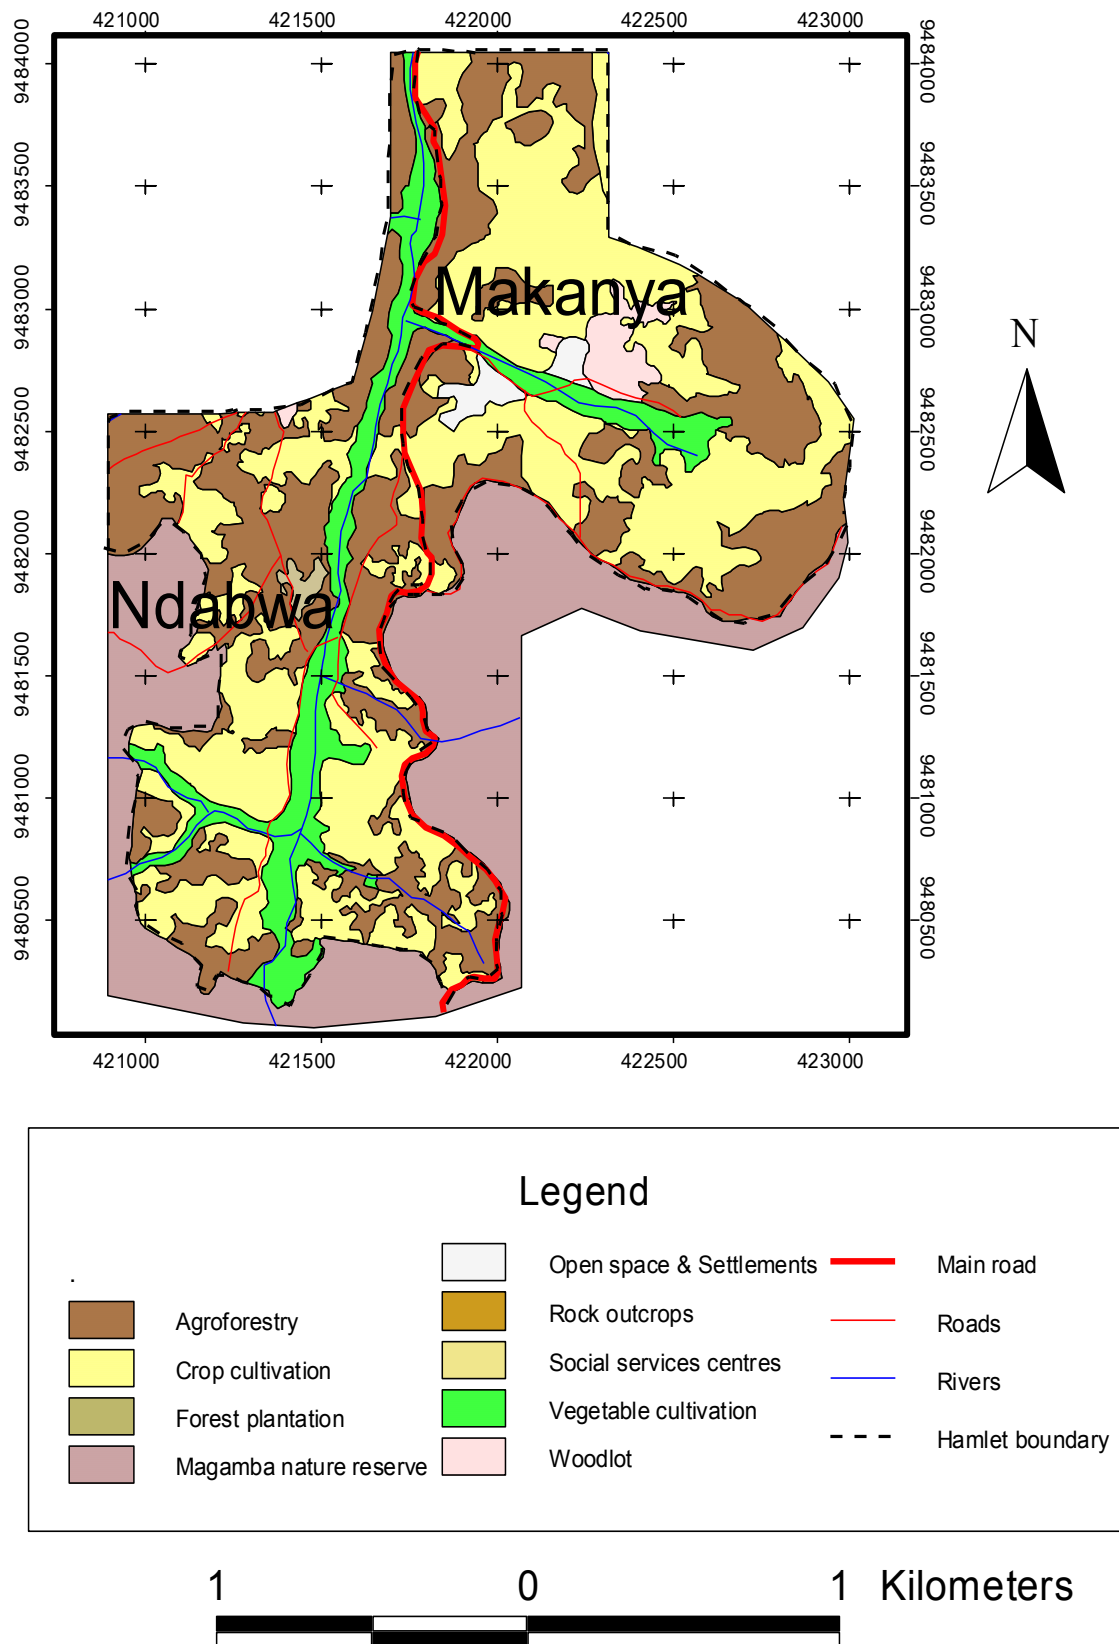 421000 421500 422000 422500 423000
9484000 9484000
9483500 9483500
9483000 9483000
9482500 9482500
9482000 9482000
9481500 9481500
9481000 9481000
9480500 9480500
Makanya
Ndabwa
N
421000 421500 422000 422500 423000
Legend
.
Agroforestry
Crop cultivation
Forest plantation
Magamba nature reserve
Open space & Settlements
Rock outcrops
Social services centres
Vegetable cultivation
Woodlot
Main road
Roads
Rivers
Hamlet boundary
1 0 1 Kilometers